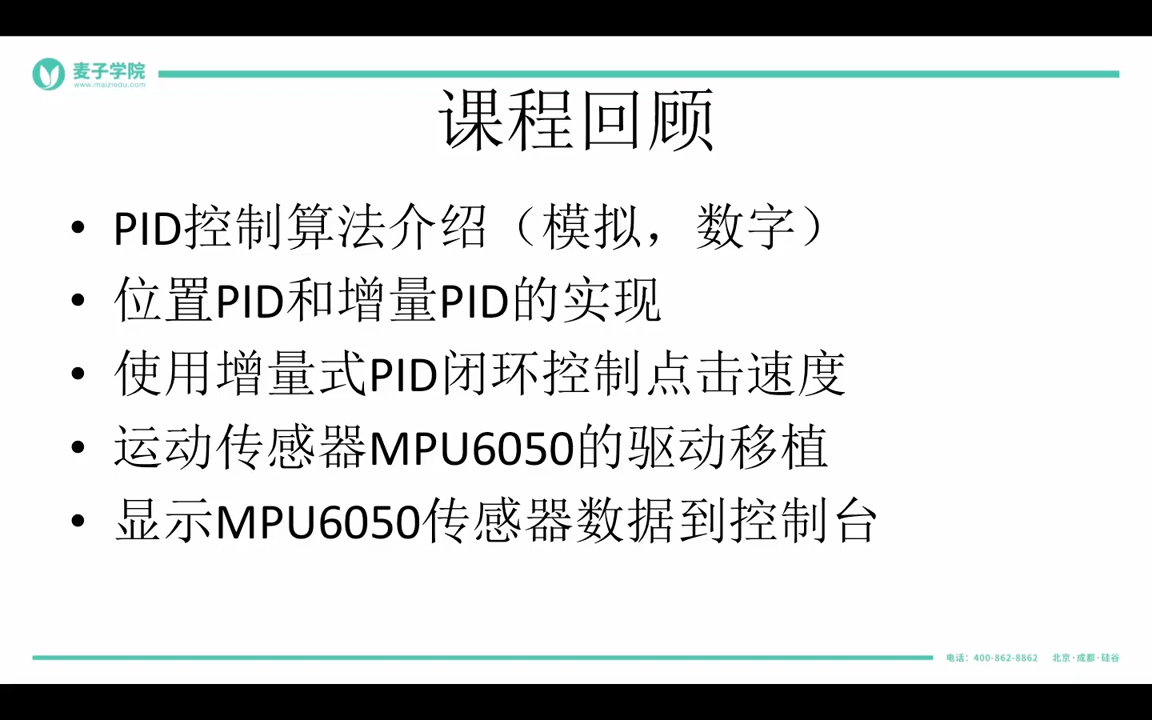 麦子学院
www.maiziedu.com
课程回顾
• PID控制算法介绍（模拟，数字）
• 位置PID和增量PID的实现
• 使用增量式PID闭环控制点击速度
• 运动传感器MPU6050的驱动移植
• 显示MPU6050传感器数据到控制台
电话：400-862-8862 北京·成都·硅谷